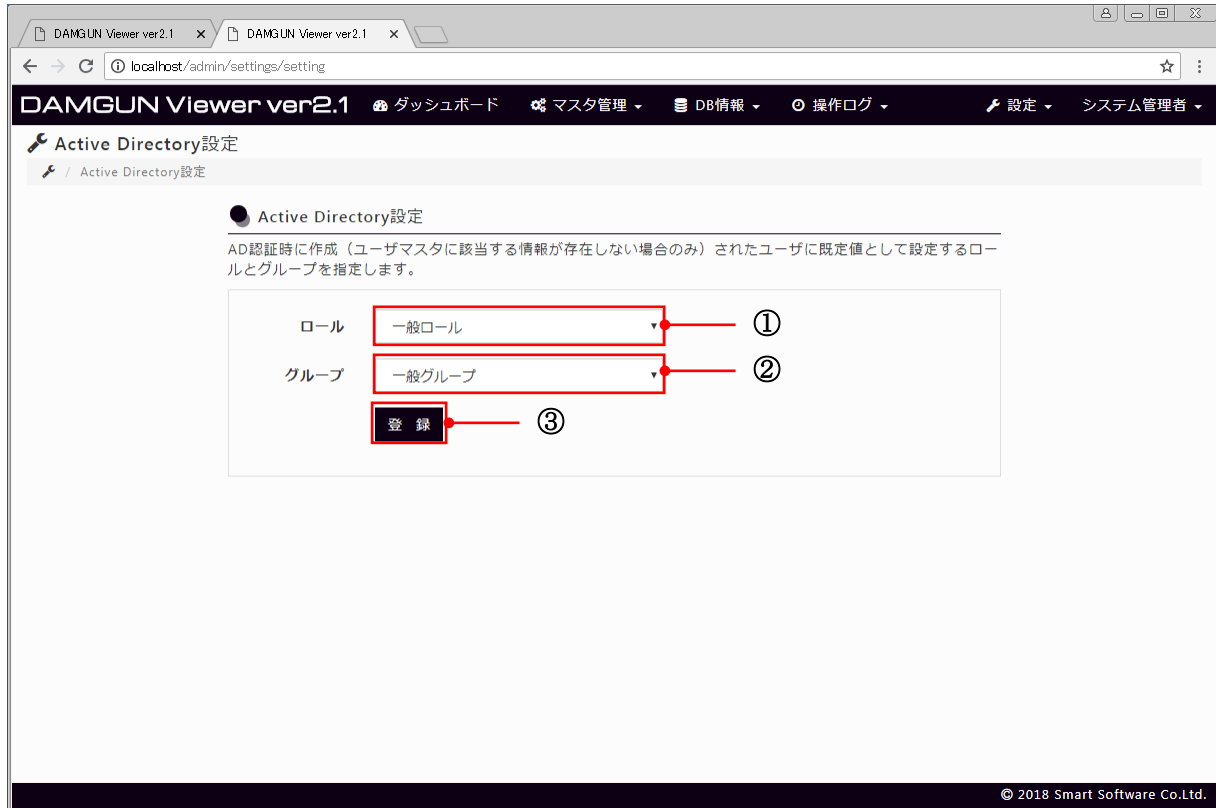 DAMGUN Viewer ver2.1 DAMGUN Viewer ver2.1
localhost/admin/settings/setting
DAMGUN Viewer ver2.1 ダッシュボード マスタ管理 DB情報 操作ログ 設定 システム管理者
Active Directory設定
/ Active Directory設定
Active Directory設定
AD認証時に作成（ユーザマスタに該当する情報が存在しない場合のみ）されたユーザに既定値として設定するロー
ルとグループを指定します。
ロール 一般ロール ①
グループ 一般グループ ②
登 録 ③
© 2018 Smart Software Co.Ltd.